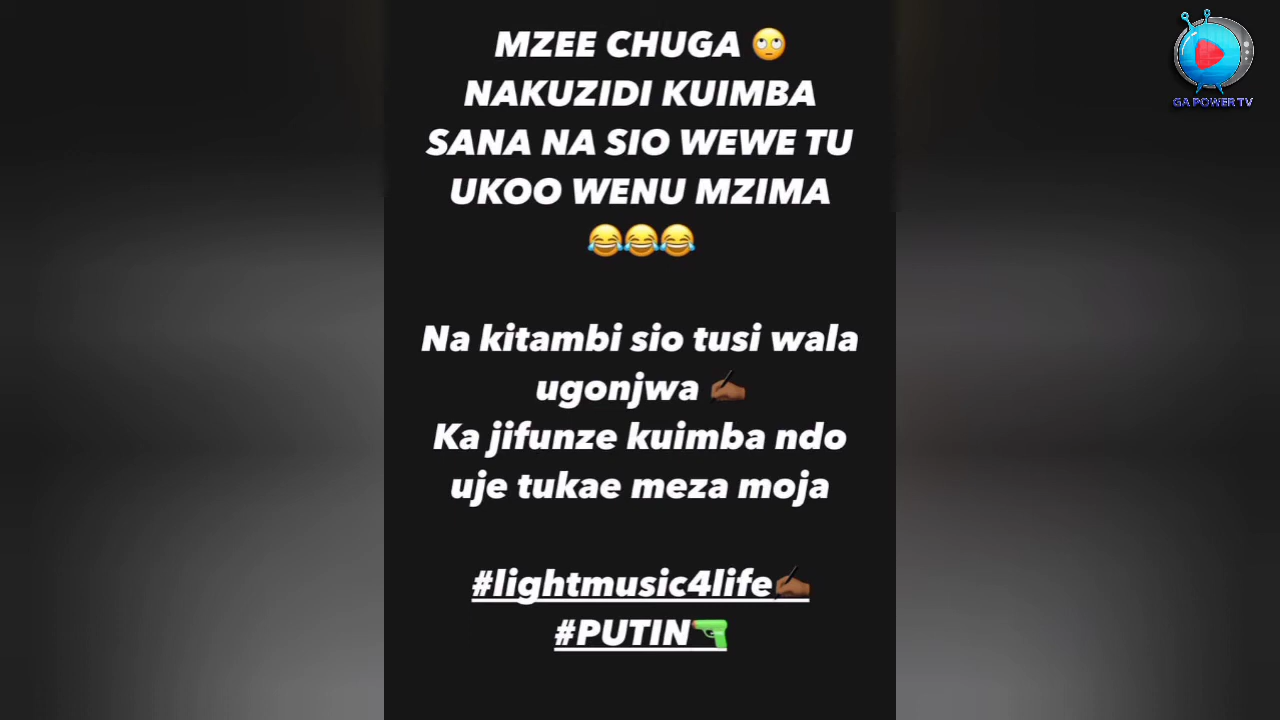 MZEE CHUGA 🙄
NAKUZIDI KUIMBA
SANA NA SIO WEWE TU
UKOO WENU MZIMA
😂😂😂
Na kitambi sio tusi wala
ugonjwa ✍🏾
Ka jifunze kuimba ndo
uje tukae meza moja
#lightmusic4life✍🏾
#PUTIN🔫
GA POWER TV